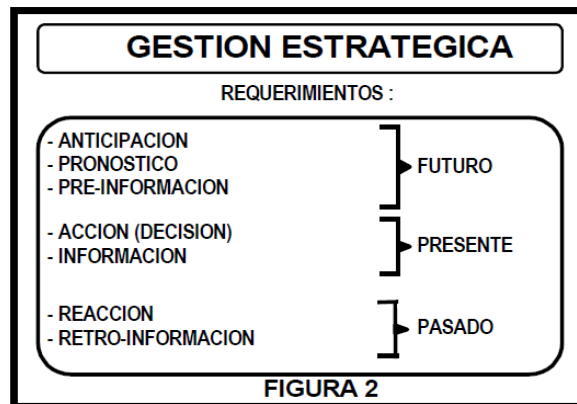 GESTION ESTRATEGICA
REQUERIMIENTOS :
- ANTICIPACION
- PRONOSTICO
- PRE-INFORMACION
FUTURO
- ACCION (DECISION)
- INFORMACION
PRESENTE
- REACCION
- RETRO-INFORMACION
PASADO
FIGURA 2